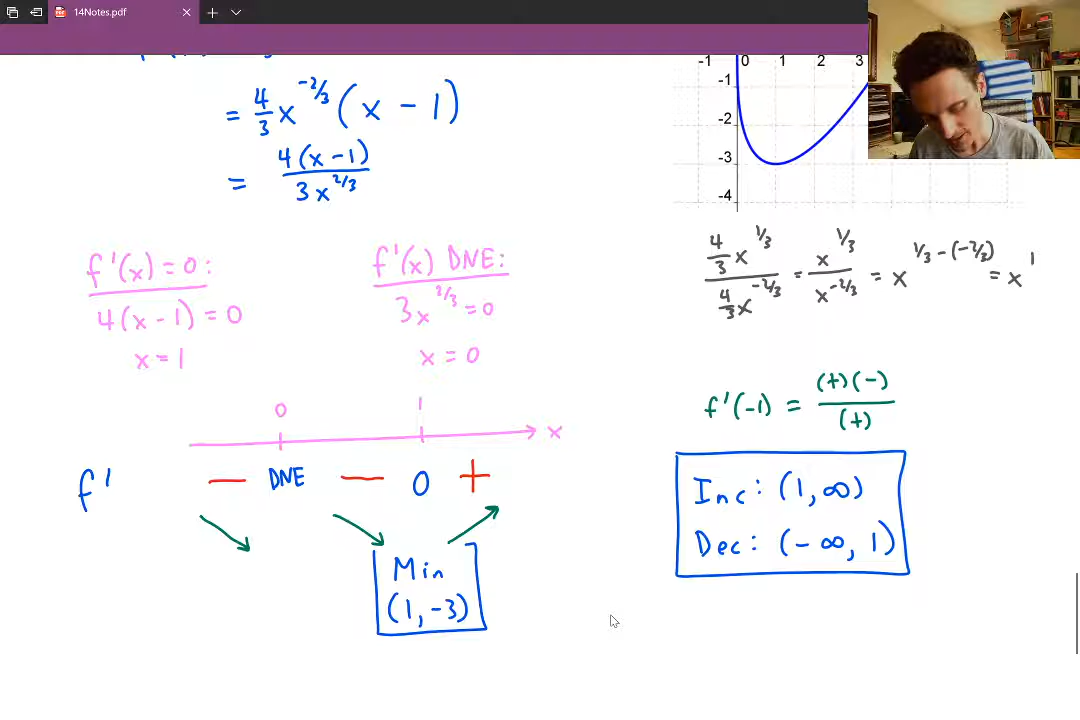 14Notes.pdf
= 4/3 x^(-2/3) (x - 1)
= 4(x-1) / 3x^(2/3)
-1 0 1 2 3
-1
-2
-3
-4
(4/3 x^(1/3)) / (4/3 x^(-2/3)) = x^(1/3) / x^(-2/3) = x^(1/3 - (-2/3)) = x^1
f'(x) = 0:
4(x - 1) = 0
x = 1
f'(x) DNE:
3x^(2/3) = 0
x = 0
0 1
x
f' — DNE — 0 +
Min
(1, -3)
f'(-1) = (+)(-) / (+)
Inc: (1, ∞)
Dec: (-∞, 1)